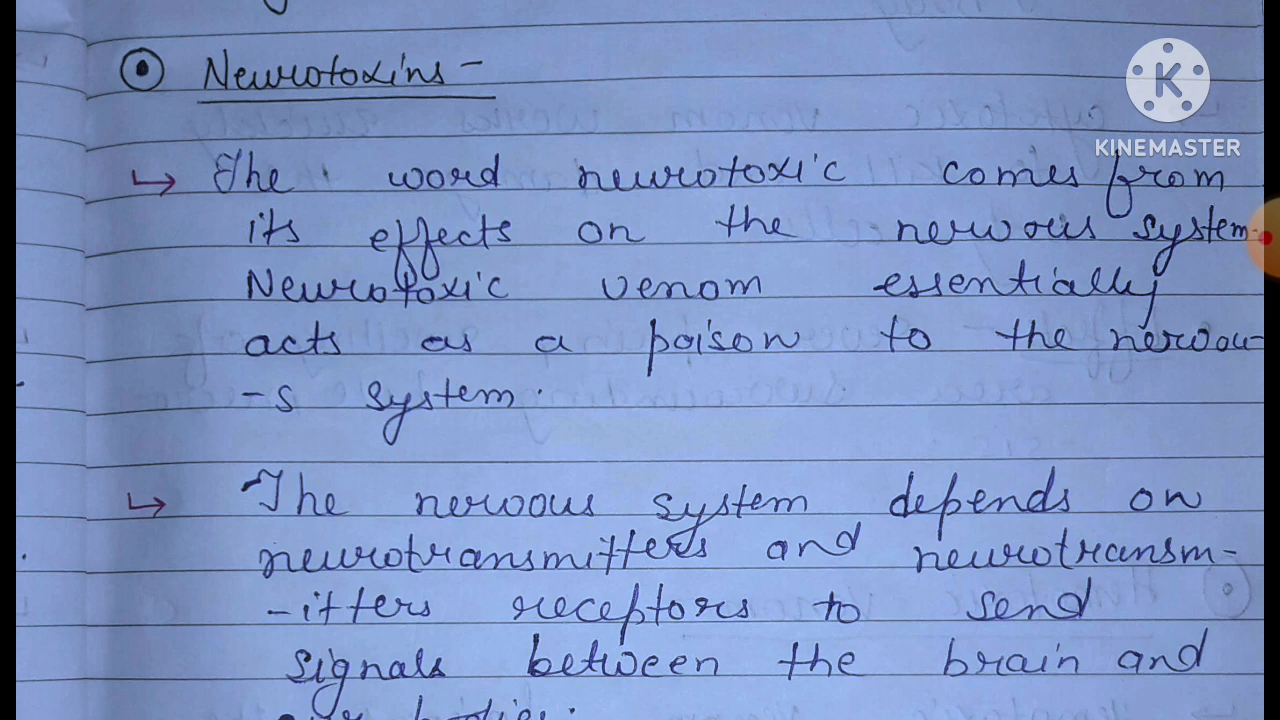 Neurotoxins -
K
KINEMASTER
↳ The word neurotoxic comes from
its effects on the nervous system.
Neurotoxic venom essentially
acts as a poison to the nervou-
-s system.
↳ The nervous system depends on
neurotransmitters and neurotransm-
-itters receptors to send
signals between the brain and